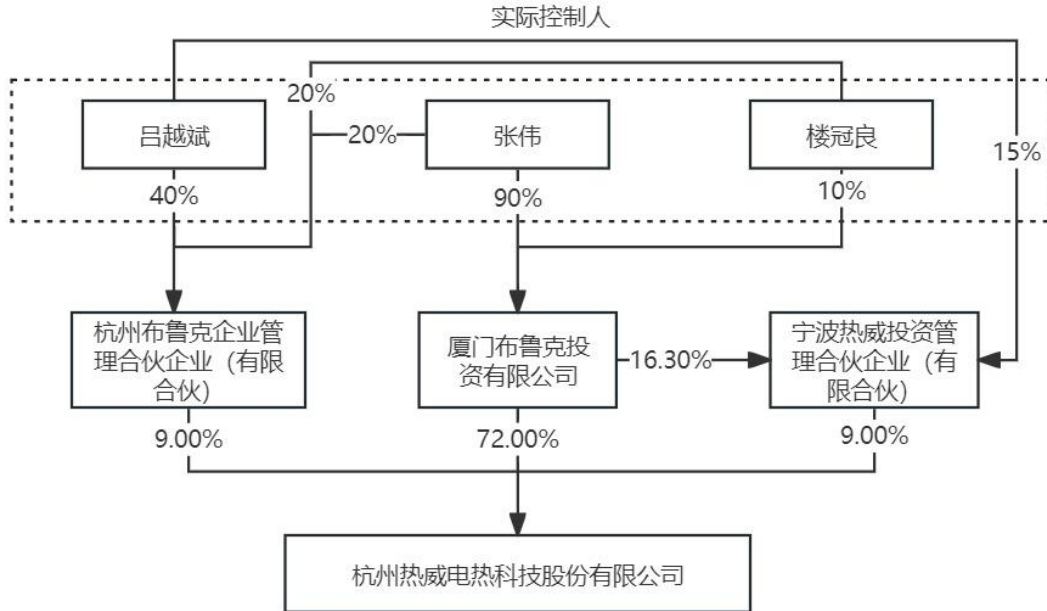 实际控制人
20%
吕越斌
20%
张伟
楼冠良
15%
40%
90%
10%
杭州布鲁克企业管
理合伙企业（有限
合伙）
厦门布鲁克投
资有限公司
16.30%
宁波热威投资管
理合伙企业（有
限合伙）
9.00%
72.00%
9.00%
杭州热威电热科技股份有限公司